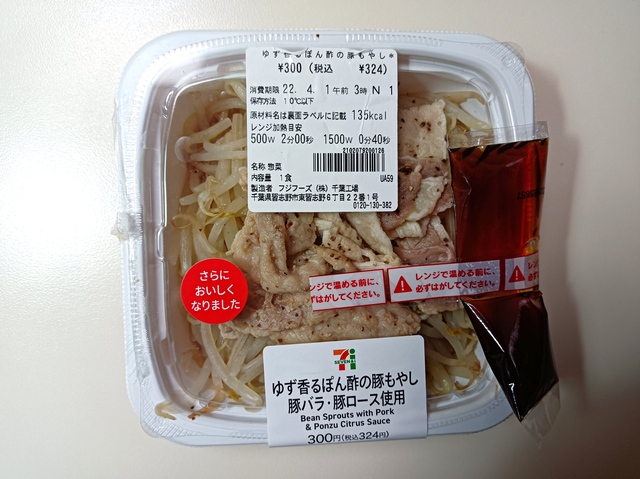 ゆず香るぽん酢の豚もやし*
¥300 (税込 ¥324)
消費期限 22. 4. 1午前 3時 N 1
保存方法 10℃以下
原材料名は裏面ラベルに記載 135kcal
レンジ加熱目安
500W 2分00秒 1500W 0分40秒
2102079200126
名称 惣菜
内容量 1食 UA59
製造者 フジフーズ（株）千葉工場
千葉県習志野市東習志野６丁目２２番１号
0120-130-382
さらに
おいしく
なりました
ンジで温める前に、
ずはがしてください。
レンジで温める前に、
必ずはがしてください。
レン
必ず
7i
SEVEN&i
ゆず香るぽん酢の豚もやし
豚バラ・豚ロース使用
Bean Sprouts with Pork
& Ponzu Citrus Sauce
300円(税込324円)